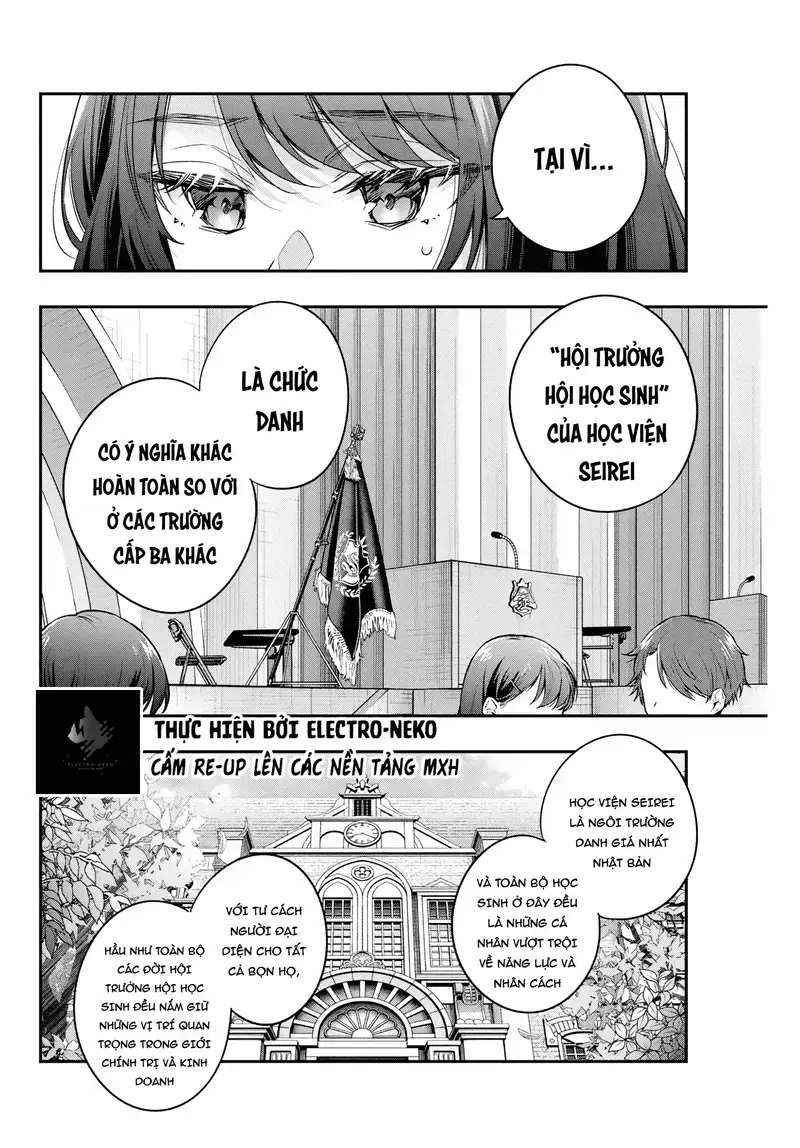 TẠI VÌ...
"HỘI TRƯỞNG
HỘI HỌC SINH"
CỦA HỌC VIỆN
SEIREI
LÀ CHỨC
DANH
CÓ Ý NGHĨA KHÁC
HOÀN TOÀN SO VỚI
Ở CÁC TRƯỜNG
CẤP BA KHÁC
ELECTRO-NEKO
THỰC HIỆN BỞI ELECTRO-NEKO
CẤM RE-UP LÊN CÁC NỀN TẢNG MXH
HỌC VIỆN SEIREI
LÀ NGÔI TRƯỜNG
DANH GIÁ NHẤT
NHẬT BẢN
VÀ TOÀN BỘ HỌC
SINH Ở ĐÂY ĐỀU
LÀ NHỮNG CÁ
NHÂN VƯỢT TRỘI
VỀ NĂNG LỰC VÀ
NHÂN CÁCH
VỚI TƯ CÁCH
NGƯỜI ĐẠI
DIỆN CHO TẤT
CẢ BỌN HỌ,
HẦU NHƯ TOÀN BỘ
CÁC ĐỜI HỘI
TRƯỞNG HỘI HỌC
SINH ĐỀU NẮM GIỮ
NHỮNG VỊ TRÍ QUAN
TRỌNG TRONG GIỚI
CHÍNH TRỊ VÀ KINH
DOANH